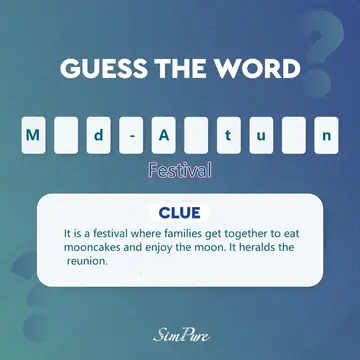 GUESS THE WORD
M d - A t u n
Festival
CLUE
It is a festival where families get together to eat
mooncakes and enjoy the moon. It heralds the
reunion.
SimPure